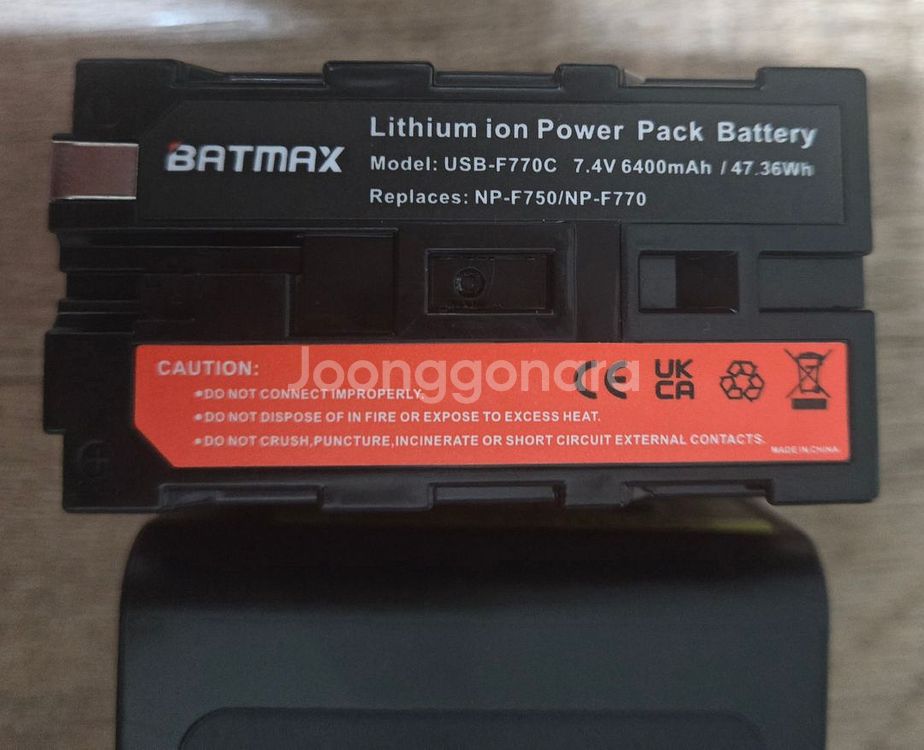 BATMAX
Lithium ion Power Pack Battery
Model: USB-F770C 7.4V 6400mAh / 47.36Wh
Replaces: NP-F750/NP-F770
CAUTION:
•DO NOT CONNECT IMPROPERLY.
•DO NOT DISPOSE OF IN FIRE OR EXPOSE TO EXCESS HEAT.
•DO NOT CRUSH,PUNCTURE,INCINERATE OR SHORT CIRCUIT EXTERNAL CONTACTS.
CE
UK
CA
MADE IN CHINA
Joonggonara